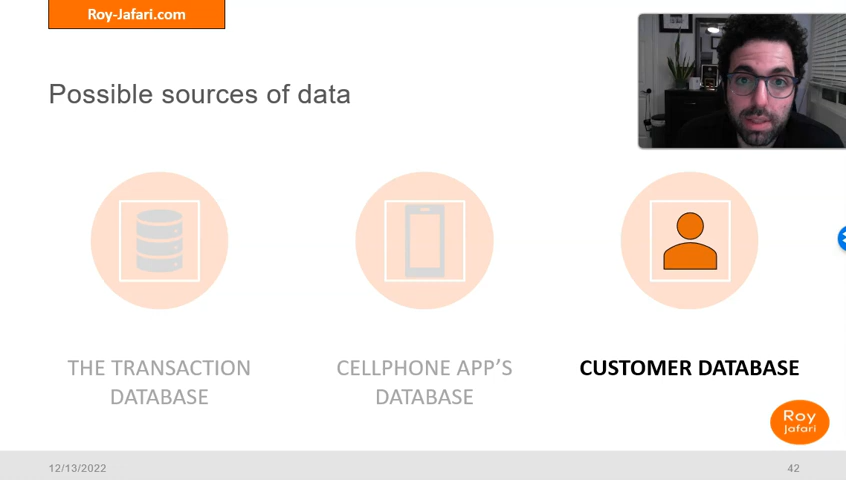 Roy-Jafari.com
Possible sources of data
THE TRANSACTION
DATABASE
CELLPHONE APP’S
DATABASE
CUSTOMER DATABASE
Roy
Jafari
12/13/2022
42